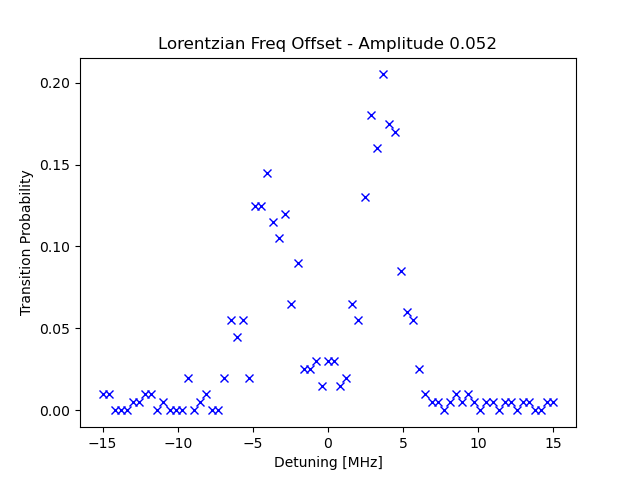 Lorentzian Freq Offset - Amplitude 0.052
Transition Probability
0.20
0.15
0.10
0.05
0.00
−15 −10 −5 0 5 10 15
Detuning [MHz]